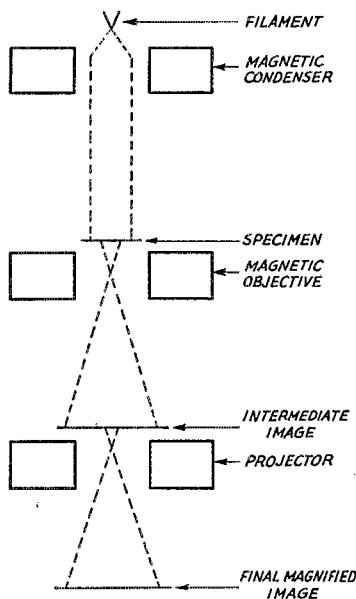 FILAMENT
MAGNETIC
CONDENSER
SPECIMEN
MAGNETIC
OBJECTIVE
INTERMEDIATE
IMAGE
PROJECTOR
FINAL MAGNIFIED
IMAGE